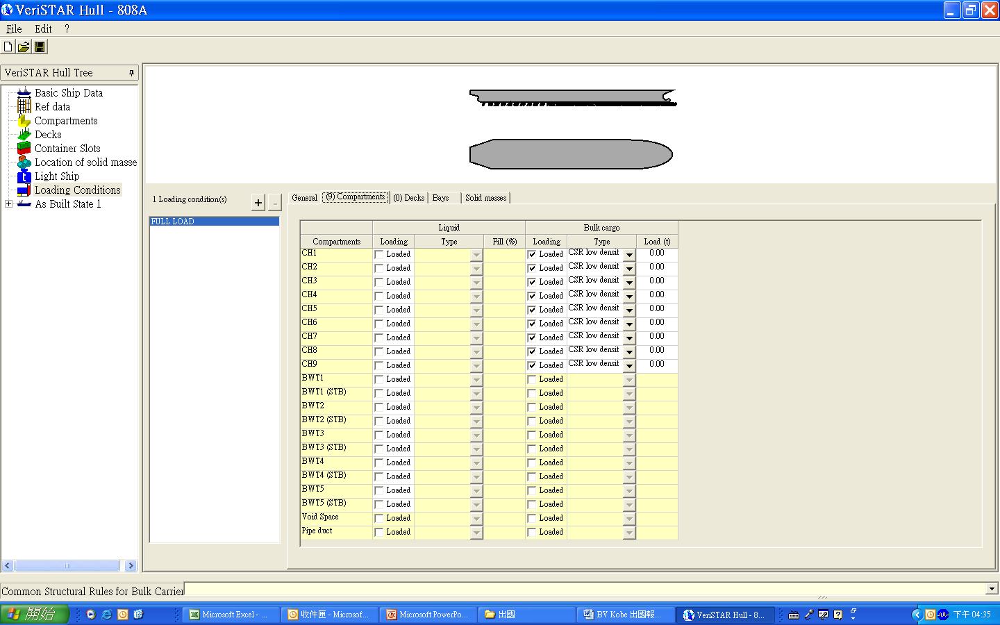 VeriSTAR Hull - 808A
File Edit ?
VeriSTAR Hull Tree
Basic Ship Data
Ref data
Compartments
Decks
Container Slots
Location of solid masse
Light Ship
Loading Conditions
As Built State 1
1 Loading condition(s) + -
FULL LOAD
General (9) Compartments (0) Decks Bays Solid masses
Liquid Bulk cargo
Compartments Loading Type Fill (%) Loading Type Load (t)
CH1 Loaded Loaded CSR low densit 0.00
CH2 Loaded Loaded CSR low densit 0.00
CH3 Loaded Loaded CSR low densit 0.00
CH4 Loaded Loaded CSR low densit 0.00
CH5 Loaded Loaded CSR low densit 0.00
CH6 Loaded Loaded CSR low densit 0.00
CH7 Loaded Loaded CSR low densit 0.00
CH8 Loaded Loaded CSR low densit 0.00
CH9 Loaded Loaded CSR low densit 0.00
BWT1 Loaded Loaded
BWT1 (STB) Loaded Loaded
BWT2 Loaded Loaded
BWT2 (STB) Loaded Loaded
BWT3 Loaded Loaded
BWT3 (STB) Loaded Loaded
BWT4 Loaded Loaded
BWT4 (STB) Loaded Loaded
BWT5 Loaded Loaded
BWT5 (STB) Loaded Loaded
Void Space Loaded Loaded
Pipe duct Loaded Loaded
Common Structural Rules for Bulk Carrier
開始 Microsoft Excel - ... 收件匣 - Microsof... Microsoft PowerPo... 出國 BV Kobe 出國報... VeriSTAR Hull - 8... 下午 04:35